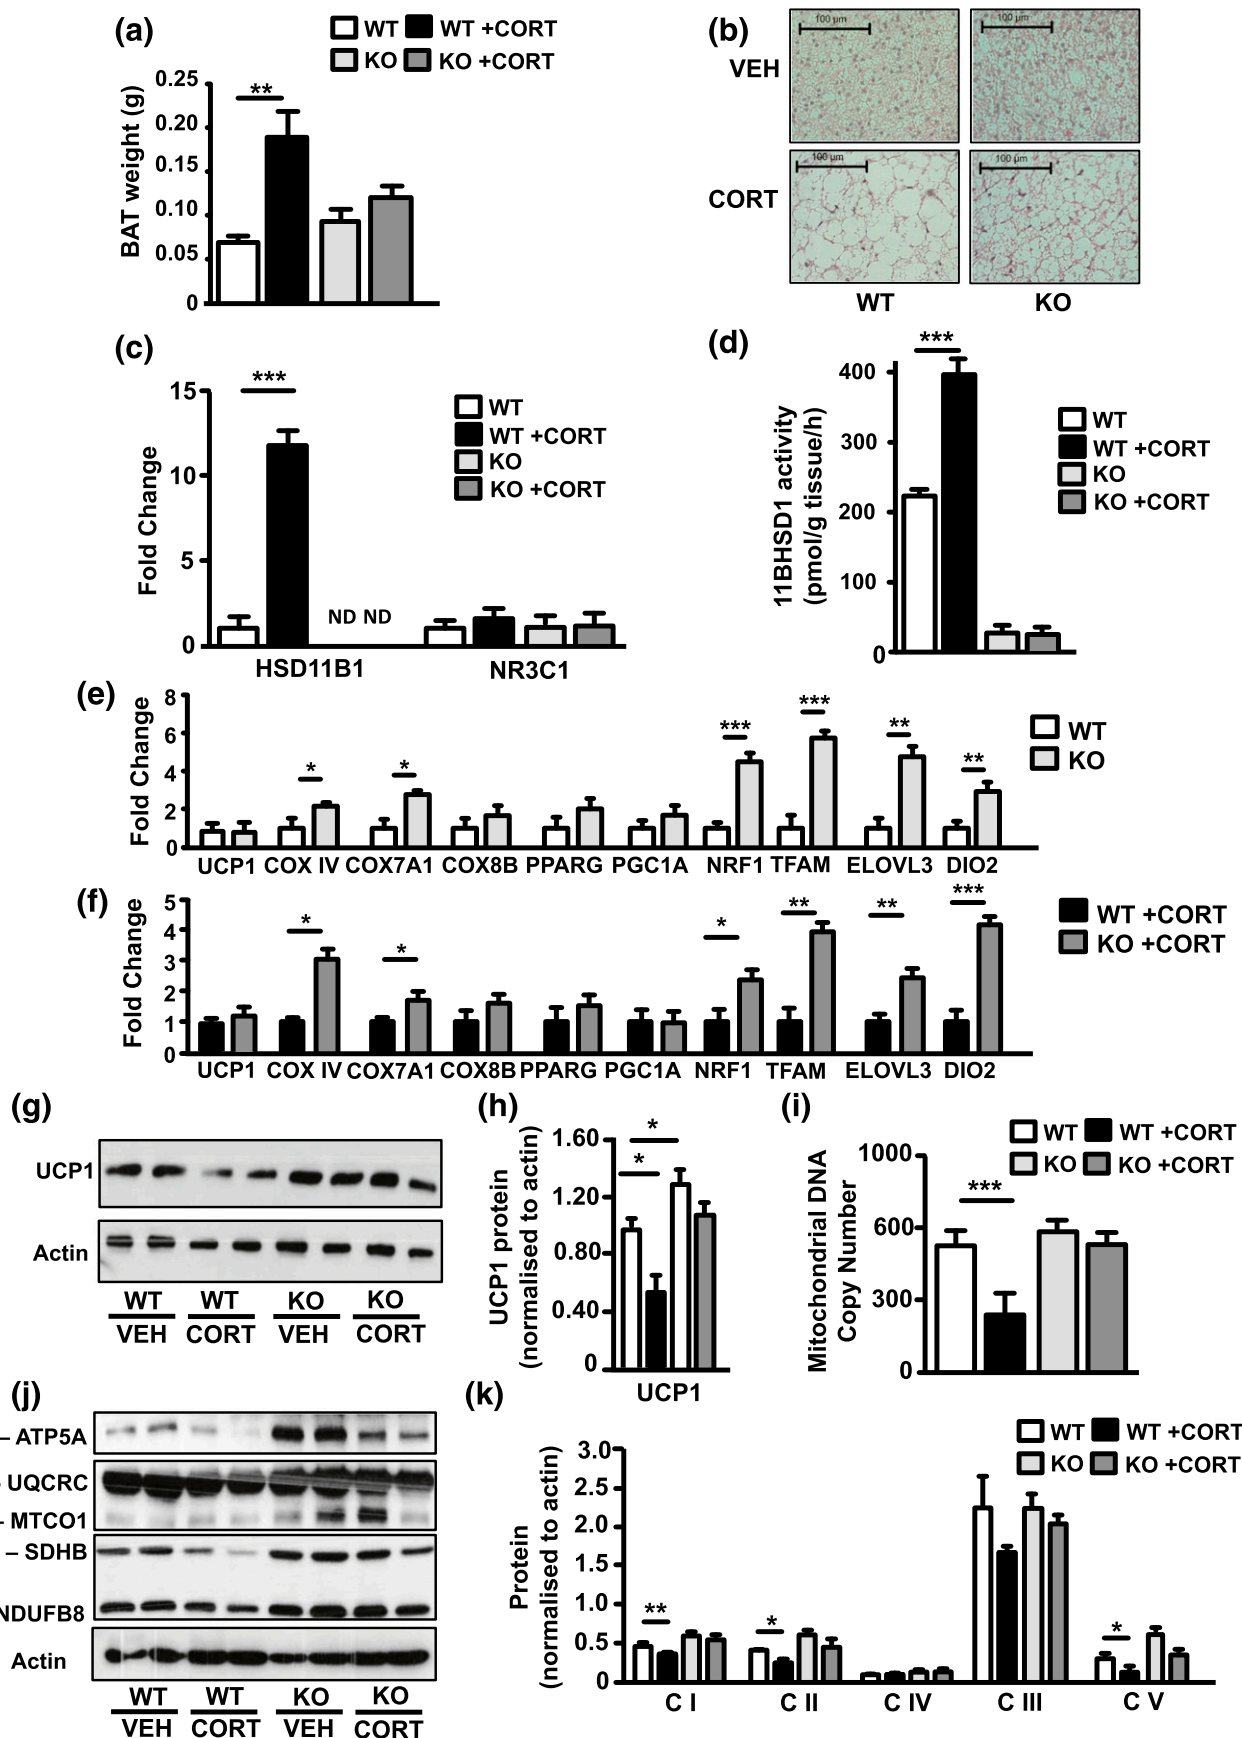 (a)
WT WT +CORT
KO KO +CORT
BAT weight (g)
0.25
0.20
0.15
0.10
0.05
0
**
(b)
VEH
CORT
100 µm
100 µm
100 µm
100 µm
WT KO
(c)
Fold Change
15
10
5
0
***
ND ND
HSD11B1 NR3C1
WT
WT +CORT
KO
KO +CORT
(d)
11BHSD1 activity
(pmol/g tissue/h)
400
300
200
100
0
***
WT
WT +CORT
KO
KO +CORT
(e)
Fold Change
8
6
4
2
0
* * *** *** ** **
UCP1 COX IV COX7A1 COX8B PPARG PGC1A NRF1 TFAM ELOVL3 DIO2
WT
KO
(f)
Fold Change
5
4
3
2
1
0
* * * ** ** ***
UCP1 COX IV COX7A1 COX8B PPARG PGC1A NRF1 TFAM ELOVL3 DIO2
WT +CORT
KO +CORT
(g)
UCP1
Actin
WT WT KO KO
VEH CORT VEH CORT
(h)
UCP1 protein
(normalised to actin)
1.60
1.20
0.80
0.40
0
*
*
UCP1
(i)
WT WT +CORT
KO KO +CORT
Mitochondrial DNA
Copy Number
1000
600
300
0
***
(j)
– ATP5A
- UQCRC
- MTCO1
– SDHB
NDUFB8
Actin
WT WT KO KO
VEH CORT VEH CORT
(k)
WT WT +CORT
KO KO +CORT
Protein
(normalised to actin)
3.0
2.5
2.0
1.5
1.0
0.5
0
** * *
C I C II C IV C III C V